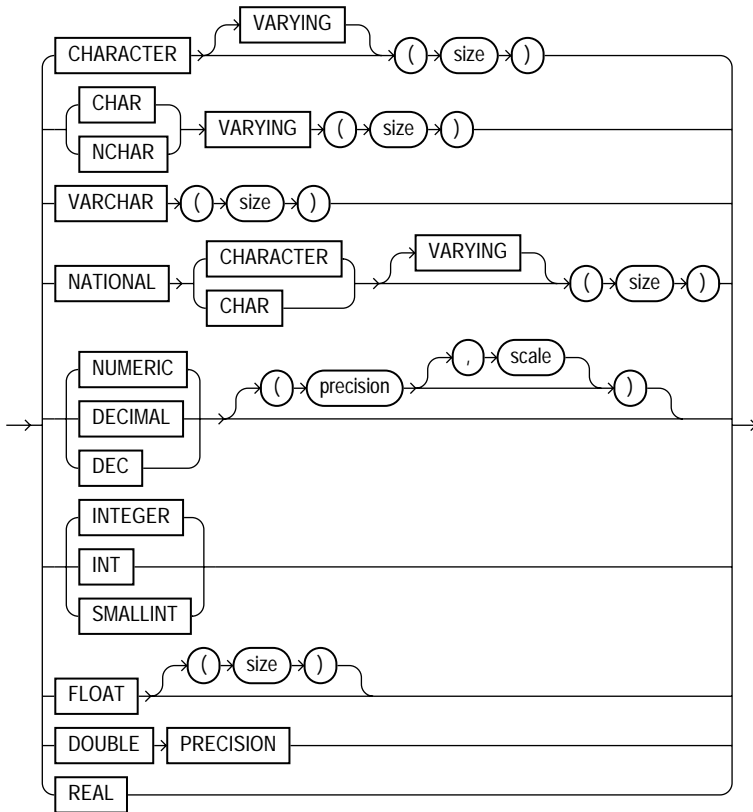 VARYING
CHARACTER ( size )
CHAR
VARYING ( size )
NCHAR
VARCHAR ( size )
CHARACTER VARYING
NATIONAL ( size )
CHAR
NUMERIC , scale
( precision )
DECIMAL
DEC
INTEGER
INT
SMALLINT
( size )
FLOAT
DOUBLE PRECISION
REAL